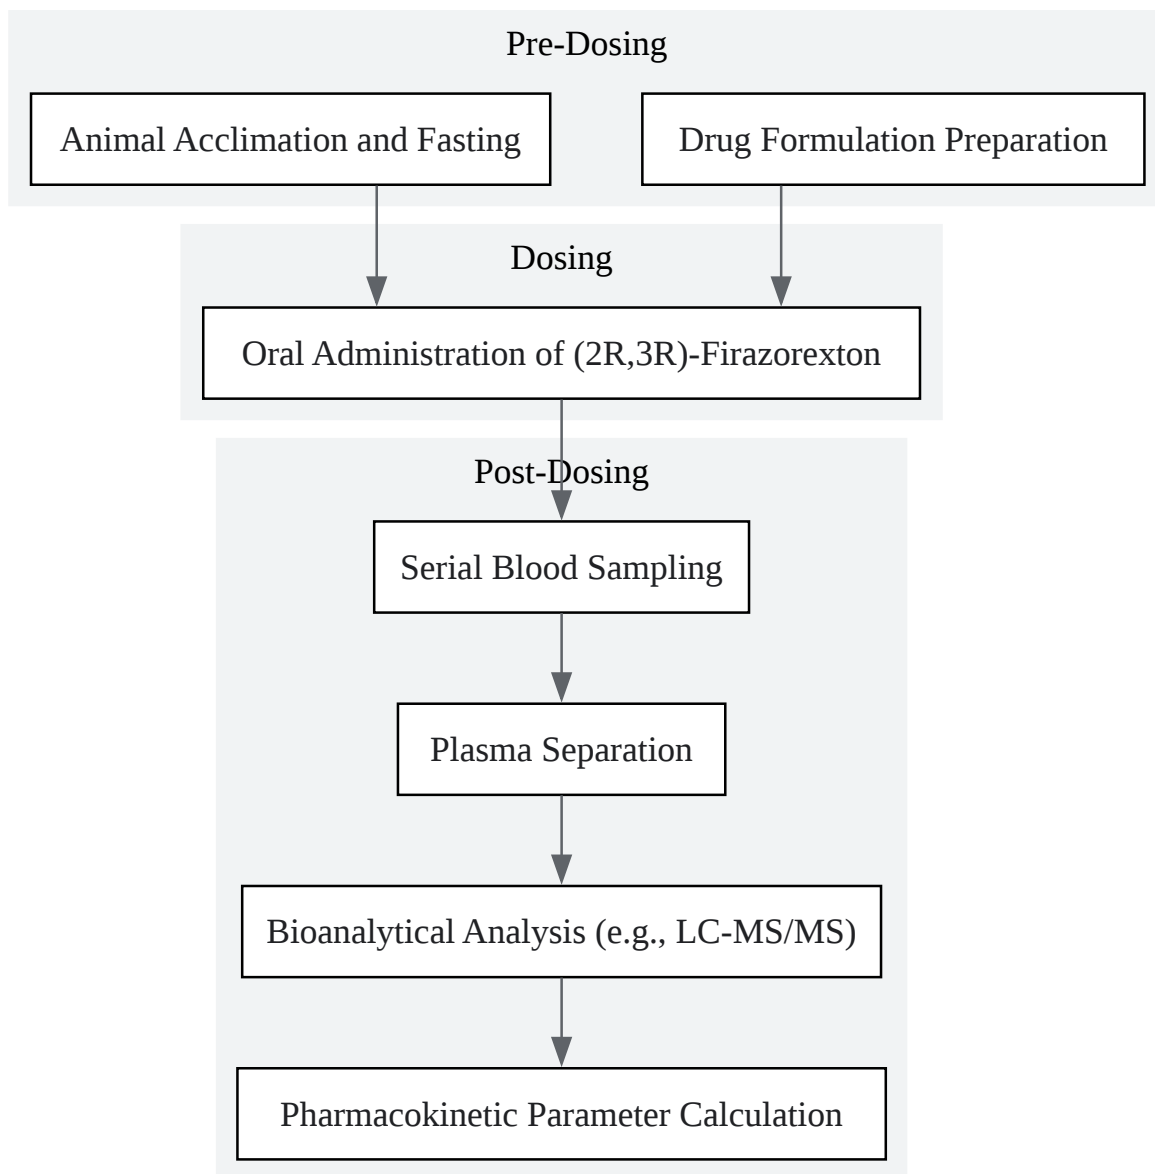 Pre-Dosing
Animal Acclimation and Fasting
Drug Formulation Preparation
Dosing
Oral Administration of (2R,3R)-Firazorexton
Post-Dosing
Serial Blood Sampling
Plasma Separation
Bioanalytical Analysis (e.g., LC-MS/MS)
Pharmacokinetic Parameter Calculation